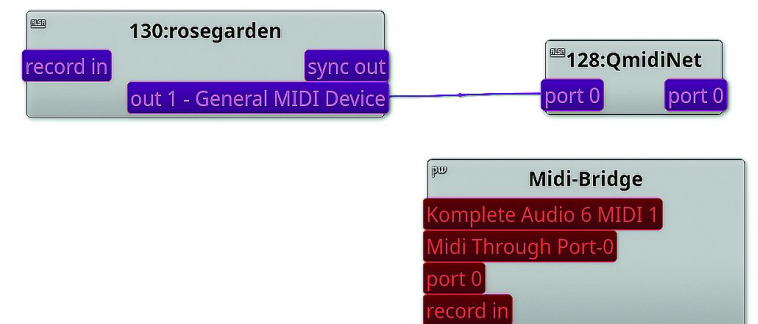 130:rosegarden
record in
sync out
out 1 - General MIDI Device
128:QmidiNet
port 0
port 0
pw
Midi-Bridge
Komplete Audio 6 MIDI 1
Midi Through Port-0
port 0
record in